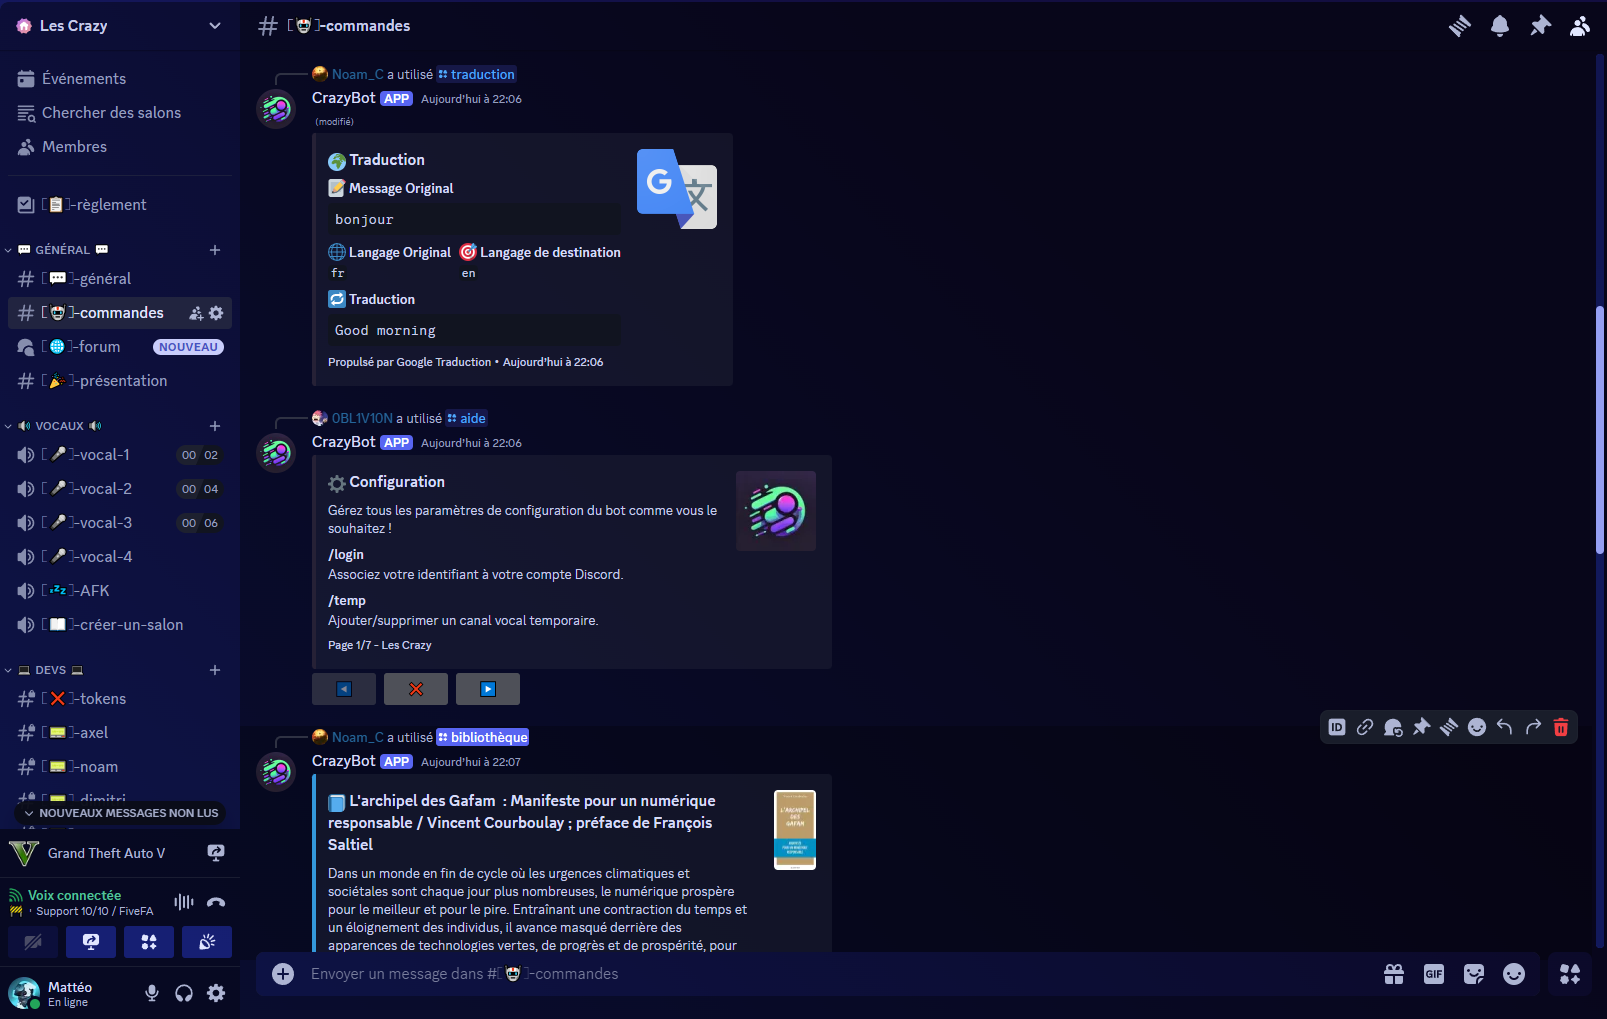 Les Crazy
Événements
Chercher des salons
Membres
[📋]-règlement
💬 GÉNÉRAL 💬
[💬]-général
[🤖]-commandes
[🌐]-forum
NOUVEAU
[🎉]-présentation
🔊 VOCAUX 🔊
[🎤]-vocal-1
00 02
[🎤]-vocal-2
00 04
[🎤]-vocal-3
00 06
[🎤]-vocal-4
[💤]-AFK
[📖]-créer-un-salon
💻 DEVS 💻
[❌]-tokens
[📟]-axel
[📟]-noam
[📟]-dimitri
NOUVEAUX MESSAGES NON LUS
Grand Theft Auto V
Voix connectée
🚧 · Support 10/10 / FiveFA
Mattéo
En ligne
[🤖]-commandes
Noam_C a utilisé traduction
CrazyBot APP Aujourd'hui à 22:06
(modifié)
🌍 Traduction
📝 Message Original
bonjour
🌐 Langage Original 🎯 Langage de destination
fr en
🔁 Traduction
Good morning
Propulsé par Google Traduction • Aujourd'hui à 22:06
G 文
0BL1V10N a utilisé aide
CrazyBot APP Aujourd'hui à 22:06
⚙ Configuration
Gérez tous les paramètres de configuration du bot comme vous le
souhaitez !
/login
Associez votre identifiant à votre compte Discord.
/temp
Ajouter/supprimer un canal vocal temporaire.
Page 1/7 - Les Crazy
ID
Noam_C a utilisé bibliothèque
CrazyBot APP Aujourd'hui à 22:07
📘 L'archipel des Gafam : Manifeste pour un numérique
responsable / Vincent Courboulay ; préface de François
Saltiel
L'ARCHIPEL
DES
GAFAM
Dans un monde en fin de cycle où les urgences climatiques et
sociétales sont chaque jour plus nombreuses, le numérique prospère
pour le meilleur et pour le pire. Entraînant une contraction du temps et
un éloignement des individus, il avance masqué derrière des
apparences de technologies vertes, de progrès et de prospérité, pour
Envoyer un message dans #[🤖]-commandes
GIF